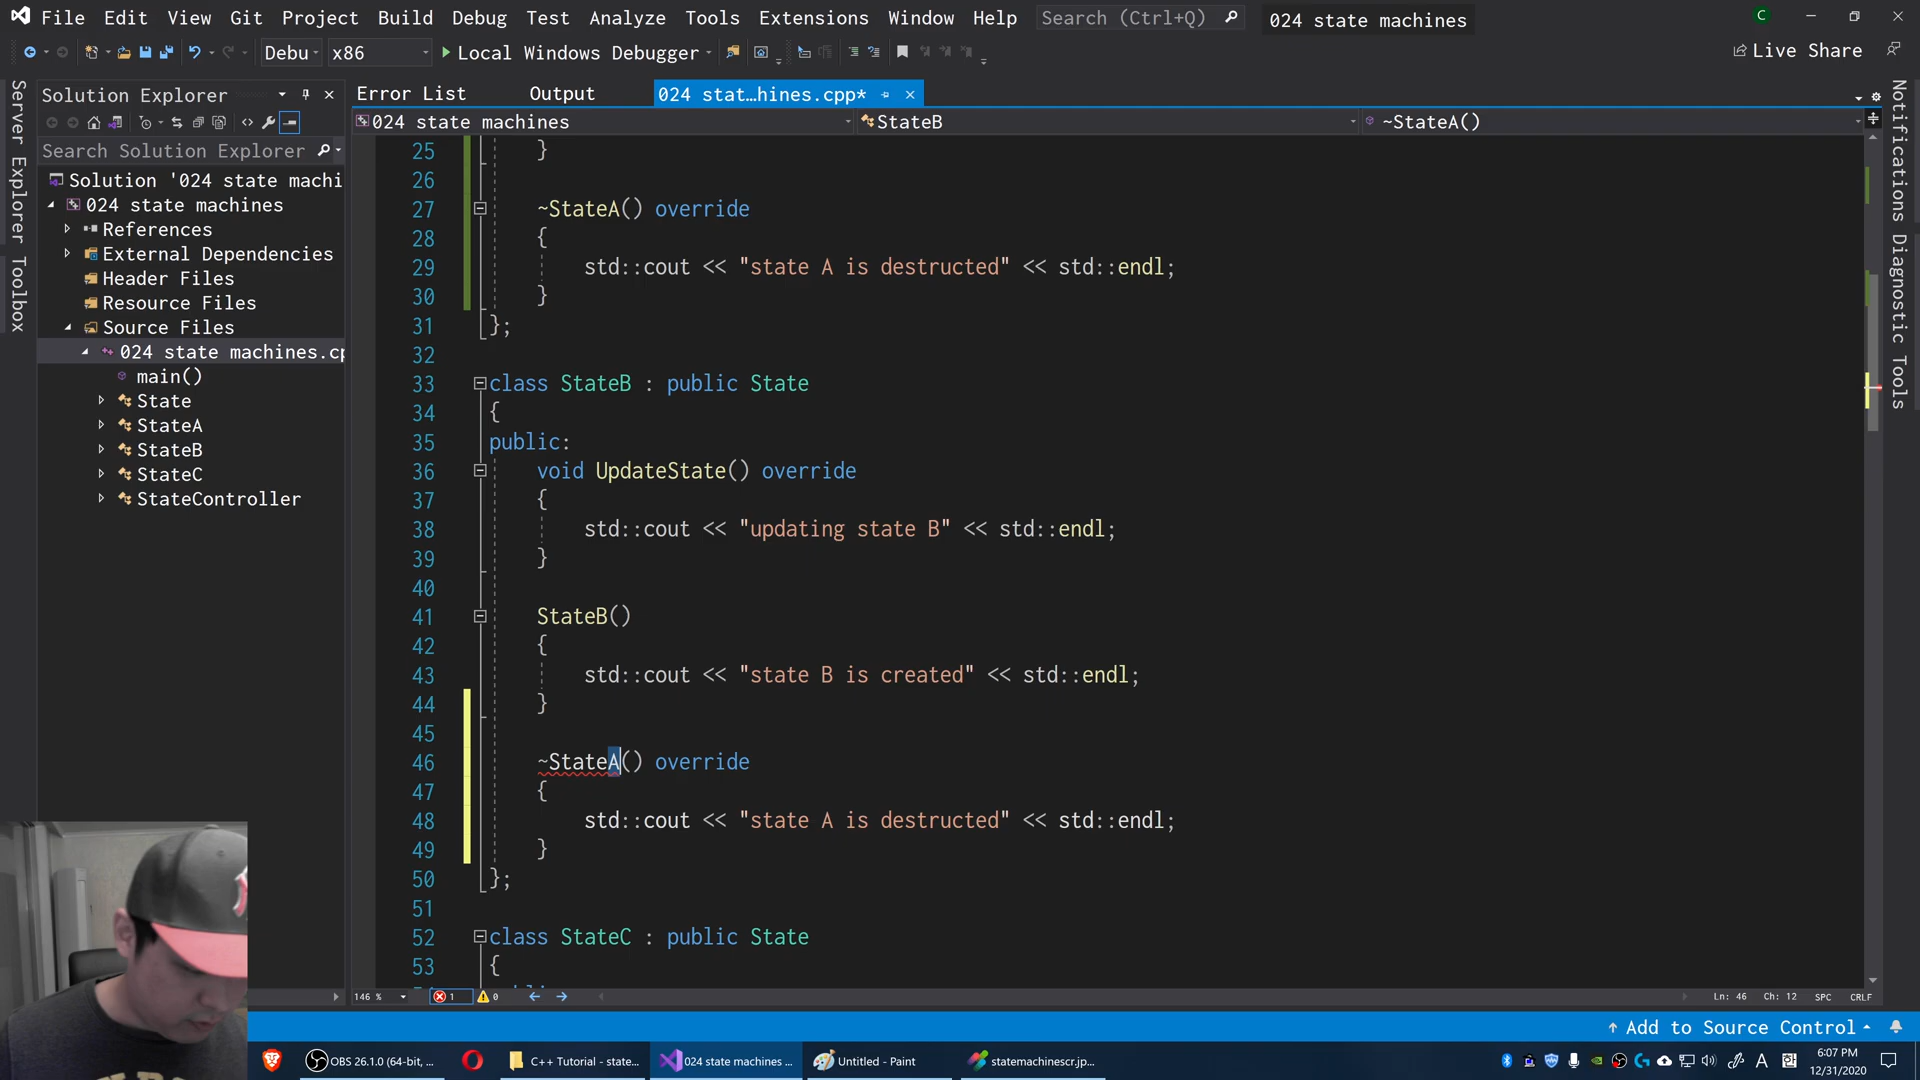 File Edit View Git Project Build Debug Test Analyze Tools Extensions Window Help Search (Ctrl+Q) 024 state machines C
Debu x86 Local Windows Debugger Live Share
Server Explorer
Toolbox
Solution Explorer
Search Solution Explorer
Solution '024 state machi
024 state machines
References
External Dependencies
Header Files
Resource Files
Source Files
024 state machines.cp
main()
State
StateA
StateB
StateC
StateController
Error List Output 024 stat…hines.cpp*
024 state machines StateB ~StateA()
25 }
26
27 ~StateA() override
28 {
29 std::cout << "state A is destructed" << std::endl;
30 }
31 };
32
33 class StateB : public State
34 {
35 public:
36 void UpdateState() override
37 {
38 std::cout << "updating state B" << std::endl;
39 }
40
41 StateB()
42 {
43 std::cout << "state B is created" << std::endl;
44 }
45
46 ~StateA() override
47 {
48 std::cout << "state A is destructed" << std::endl;
49 }
50 };
51
52 class StateC : public State
53 {
146 % 1 0 Ln: 46 Ch: 12 SPC CRLF
Notifications
Diagnostic Tools
Add to Source Control
OBS 26.1.0 (64-bit, ... C++ Tutorial - state... 024 state machines ... Untitled - Paint statemachinescr.jp...
A 6:07 PM
12/31/2020